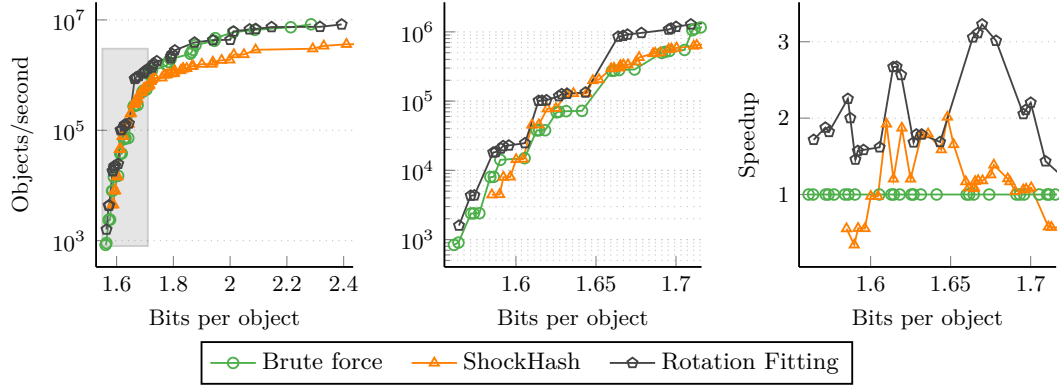 Objects/second
10^7
10^5
10^3
1.6 1.8 2 2.2 2.4
Bits per object
10^6
10^5
10^4
10^3
1.6 1.65 1.7
Bits per object
Speedup
3
2
1
1.6 1.65 1.7
Bits per object
Brute force ShockHash Rotation Fitting